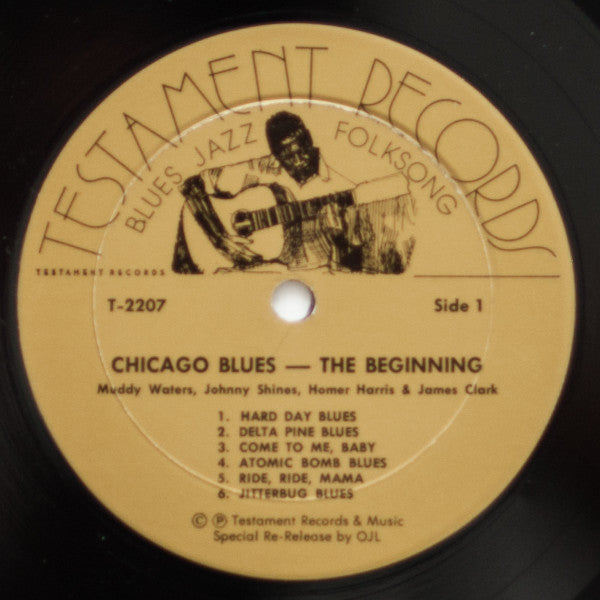 TESTAMENT RECORDS
BLUES JAZZ FOLKSONG
TESTAMENT RECORDS
T-2207
Side 1
CHICAGO BLUES — THE BEGINNING
Muddy Waters, Johnny Shines, Homer Harris & James Clark
1. HARD DAY BLUES
2. DELTA PINE BLUES
3. COME TO ME, BABY
4. ATOMIC BOMB BLUES
5. RIDE, RIDE, MAMA
6. JITTERBUG BLUES
© ℗ Testament Records & Music
Special Re-Release by OJL